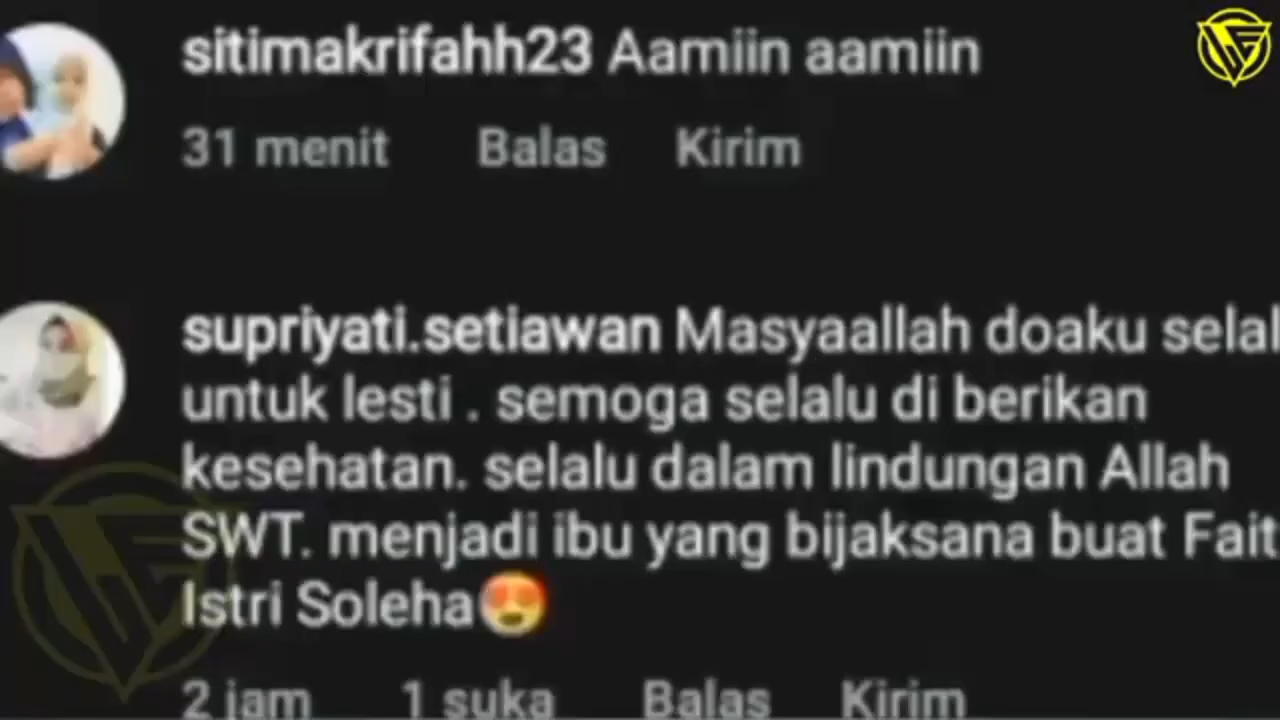 sitimakrifahh23 Aamiin aamiin
31 menit Balas Kirim
supriyati.setiawan Masyaallah doaku selal
untuk lesti . semoga selalu di berikan
kesehatan. selalu dalam lindungan Allah
SWT. menjadi ibu yang bijaksana buat Fait
Istri Soleha😍
2 jam 1 suka Balas Kirim